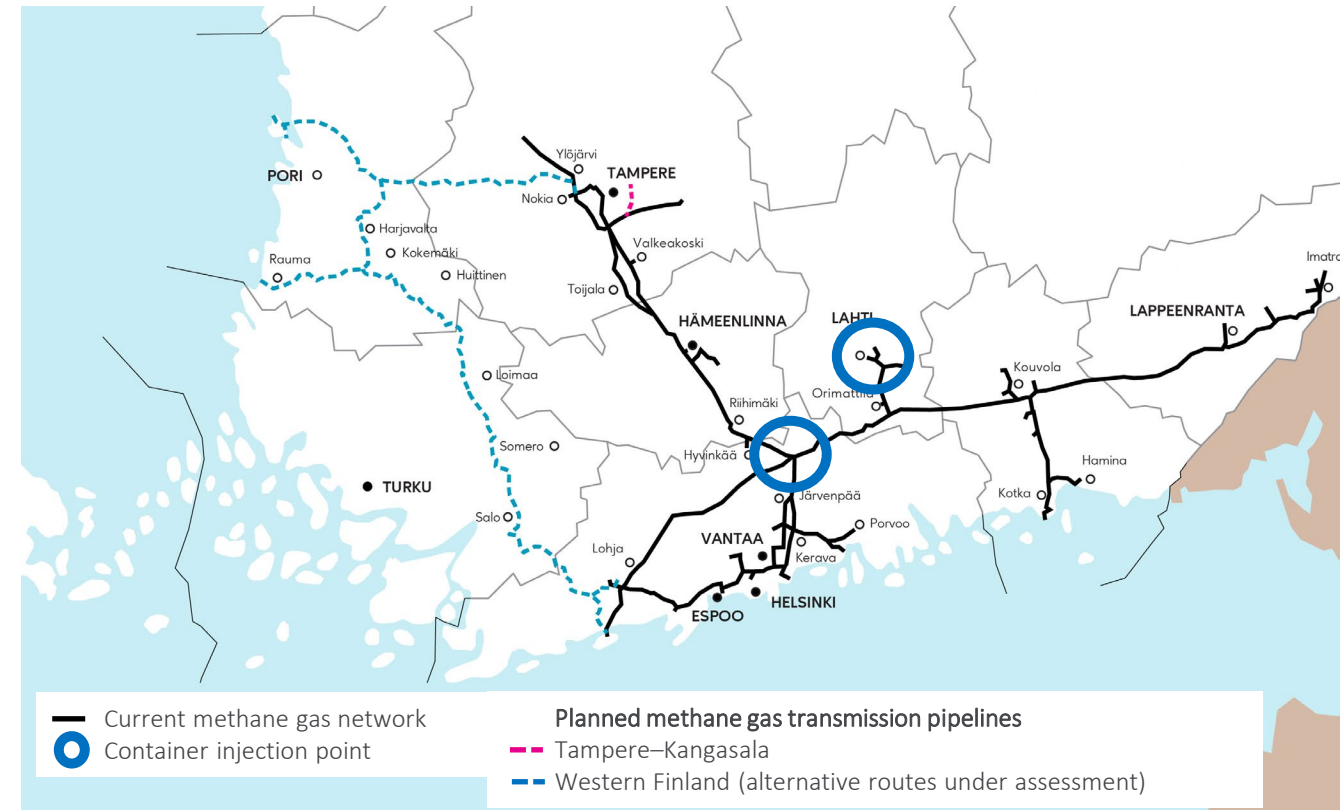 Ylöjärvi
TAMPERE
PORI
Nokia
Harjavalta
Kokemäki
Valkeakoski
Rauma
Huittinen
Imatra
Toijala
HÄMEENLINNA
LAHTI
LAPPEENRANTA
Loimaa
Kouvola
Orimattila
Riihimäki
Somero
Hyvinkää
Hamina
TURKU
Järvenpää
Kotka
Salo
Porvoo
VANTAA
Lohja
Kerava
HELSINKI
ESPOO
Current methane gas network
Container injection point
Planned methane gas transmission pipelines
Tampere–Kangasala
Western Finland (alternative routes under assessment)